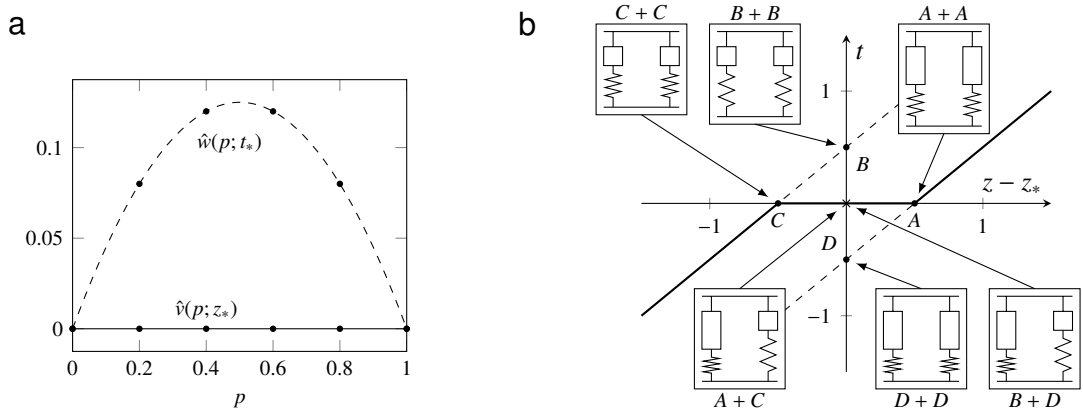 a
0.1
0.05
0
ŵ(p; t∗)
v̂(p; z∗)
0 0.2 0.4 0.6 0.8 1
p
b
C + C
B + B
A + A
t
1
B
z − z∗
−1
C
A
1
D
−1
A + C
D + D
B + D